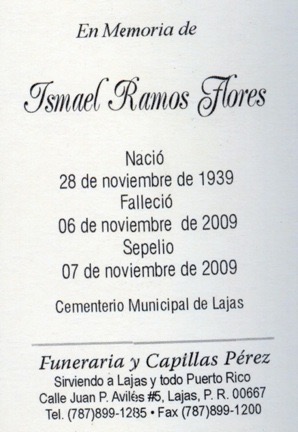 En Memoria de
Ismael Ramos Flores
Nació
28 de noviembre de 1939
Falleció
06 de noviembre de 2009
Sepelio
07 de noviembre de 2009
Cementerio Municipal de Lajas
Funeraria y Capillas Pérez
Sirviendo a Lajas y todo Puerto Rico
Calle Juan P. Avilés #5, Lajas, P. R. 00667
Tel. (787)899-1285 • Fax (787)899-1200